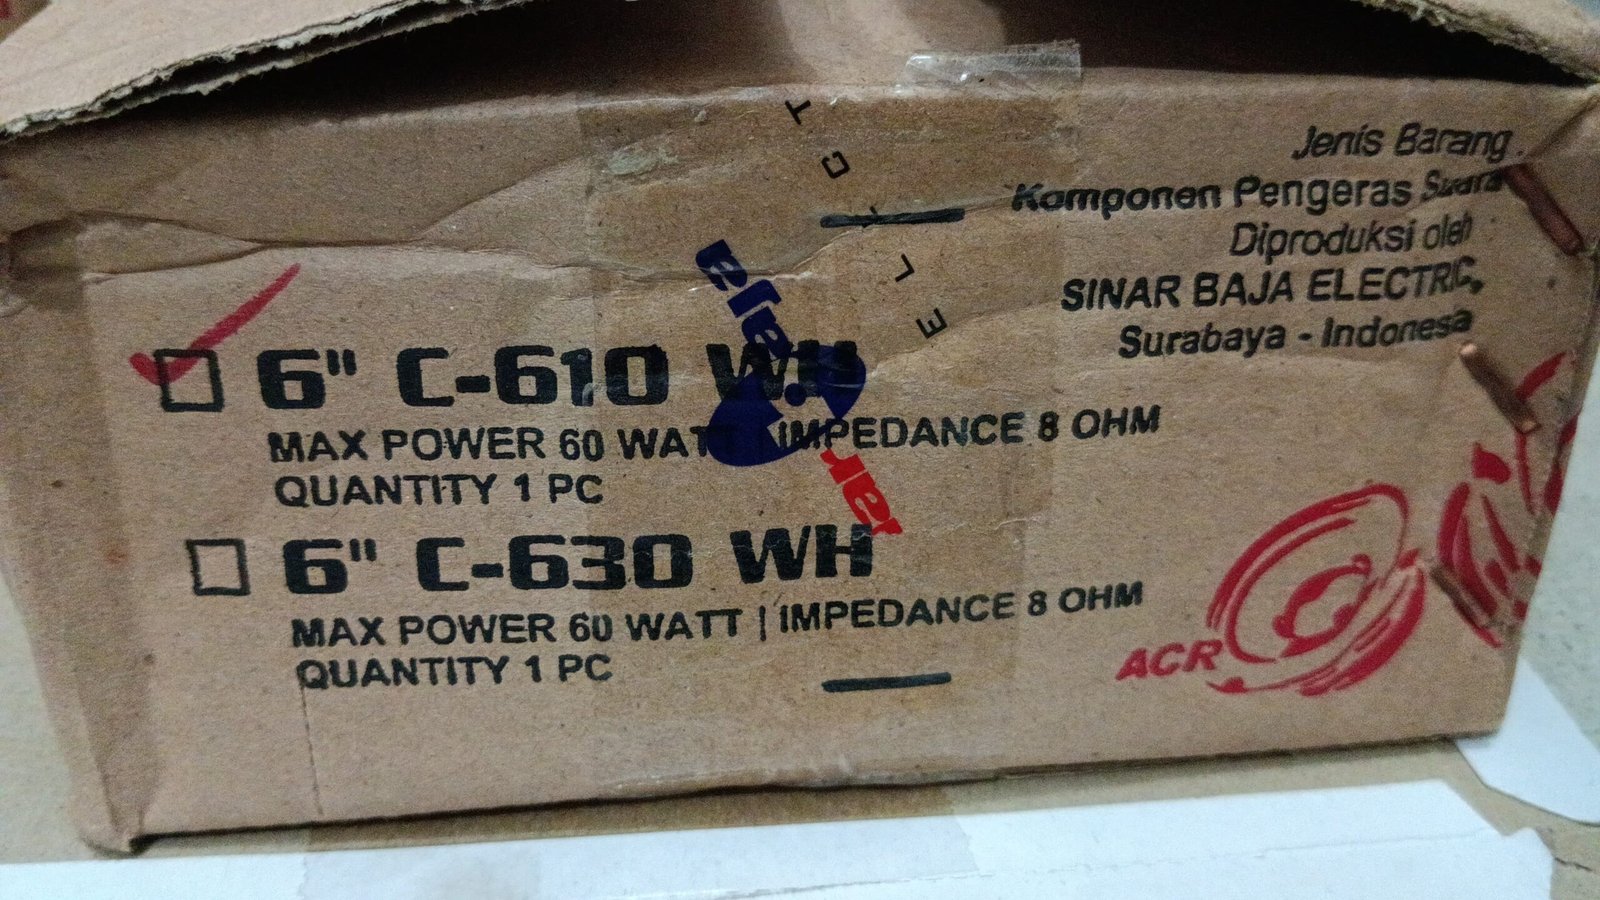 Jenis Barang
Komponen Pengeras Suara
Diproduksi oleh
SINAR BAJA ELECTRIC,
Surabaya - Indonesa
6" C-610 WH
MAX POWER 60 WATT | IMPEDANCE 8 OHM
QUANTITY 1 PC
6" C-630 WH
MAX POWER 60 WATT | IMPEDANCE 8 OHM
QUANTITY 1 PC
ACR